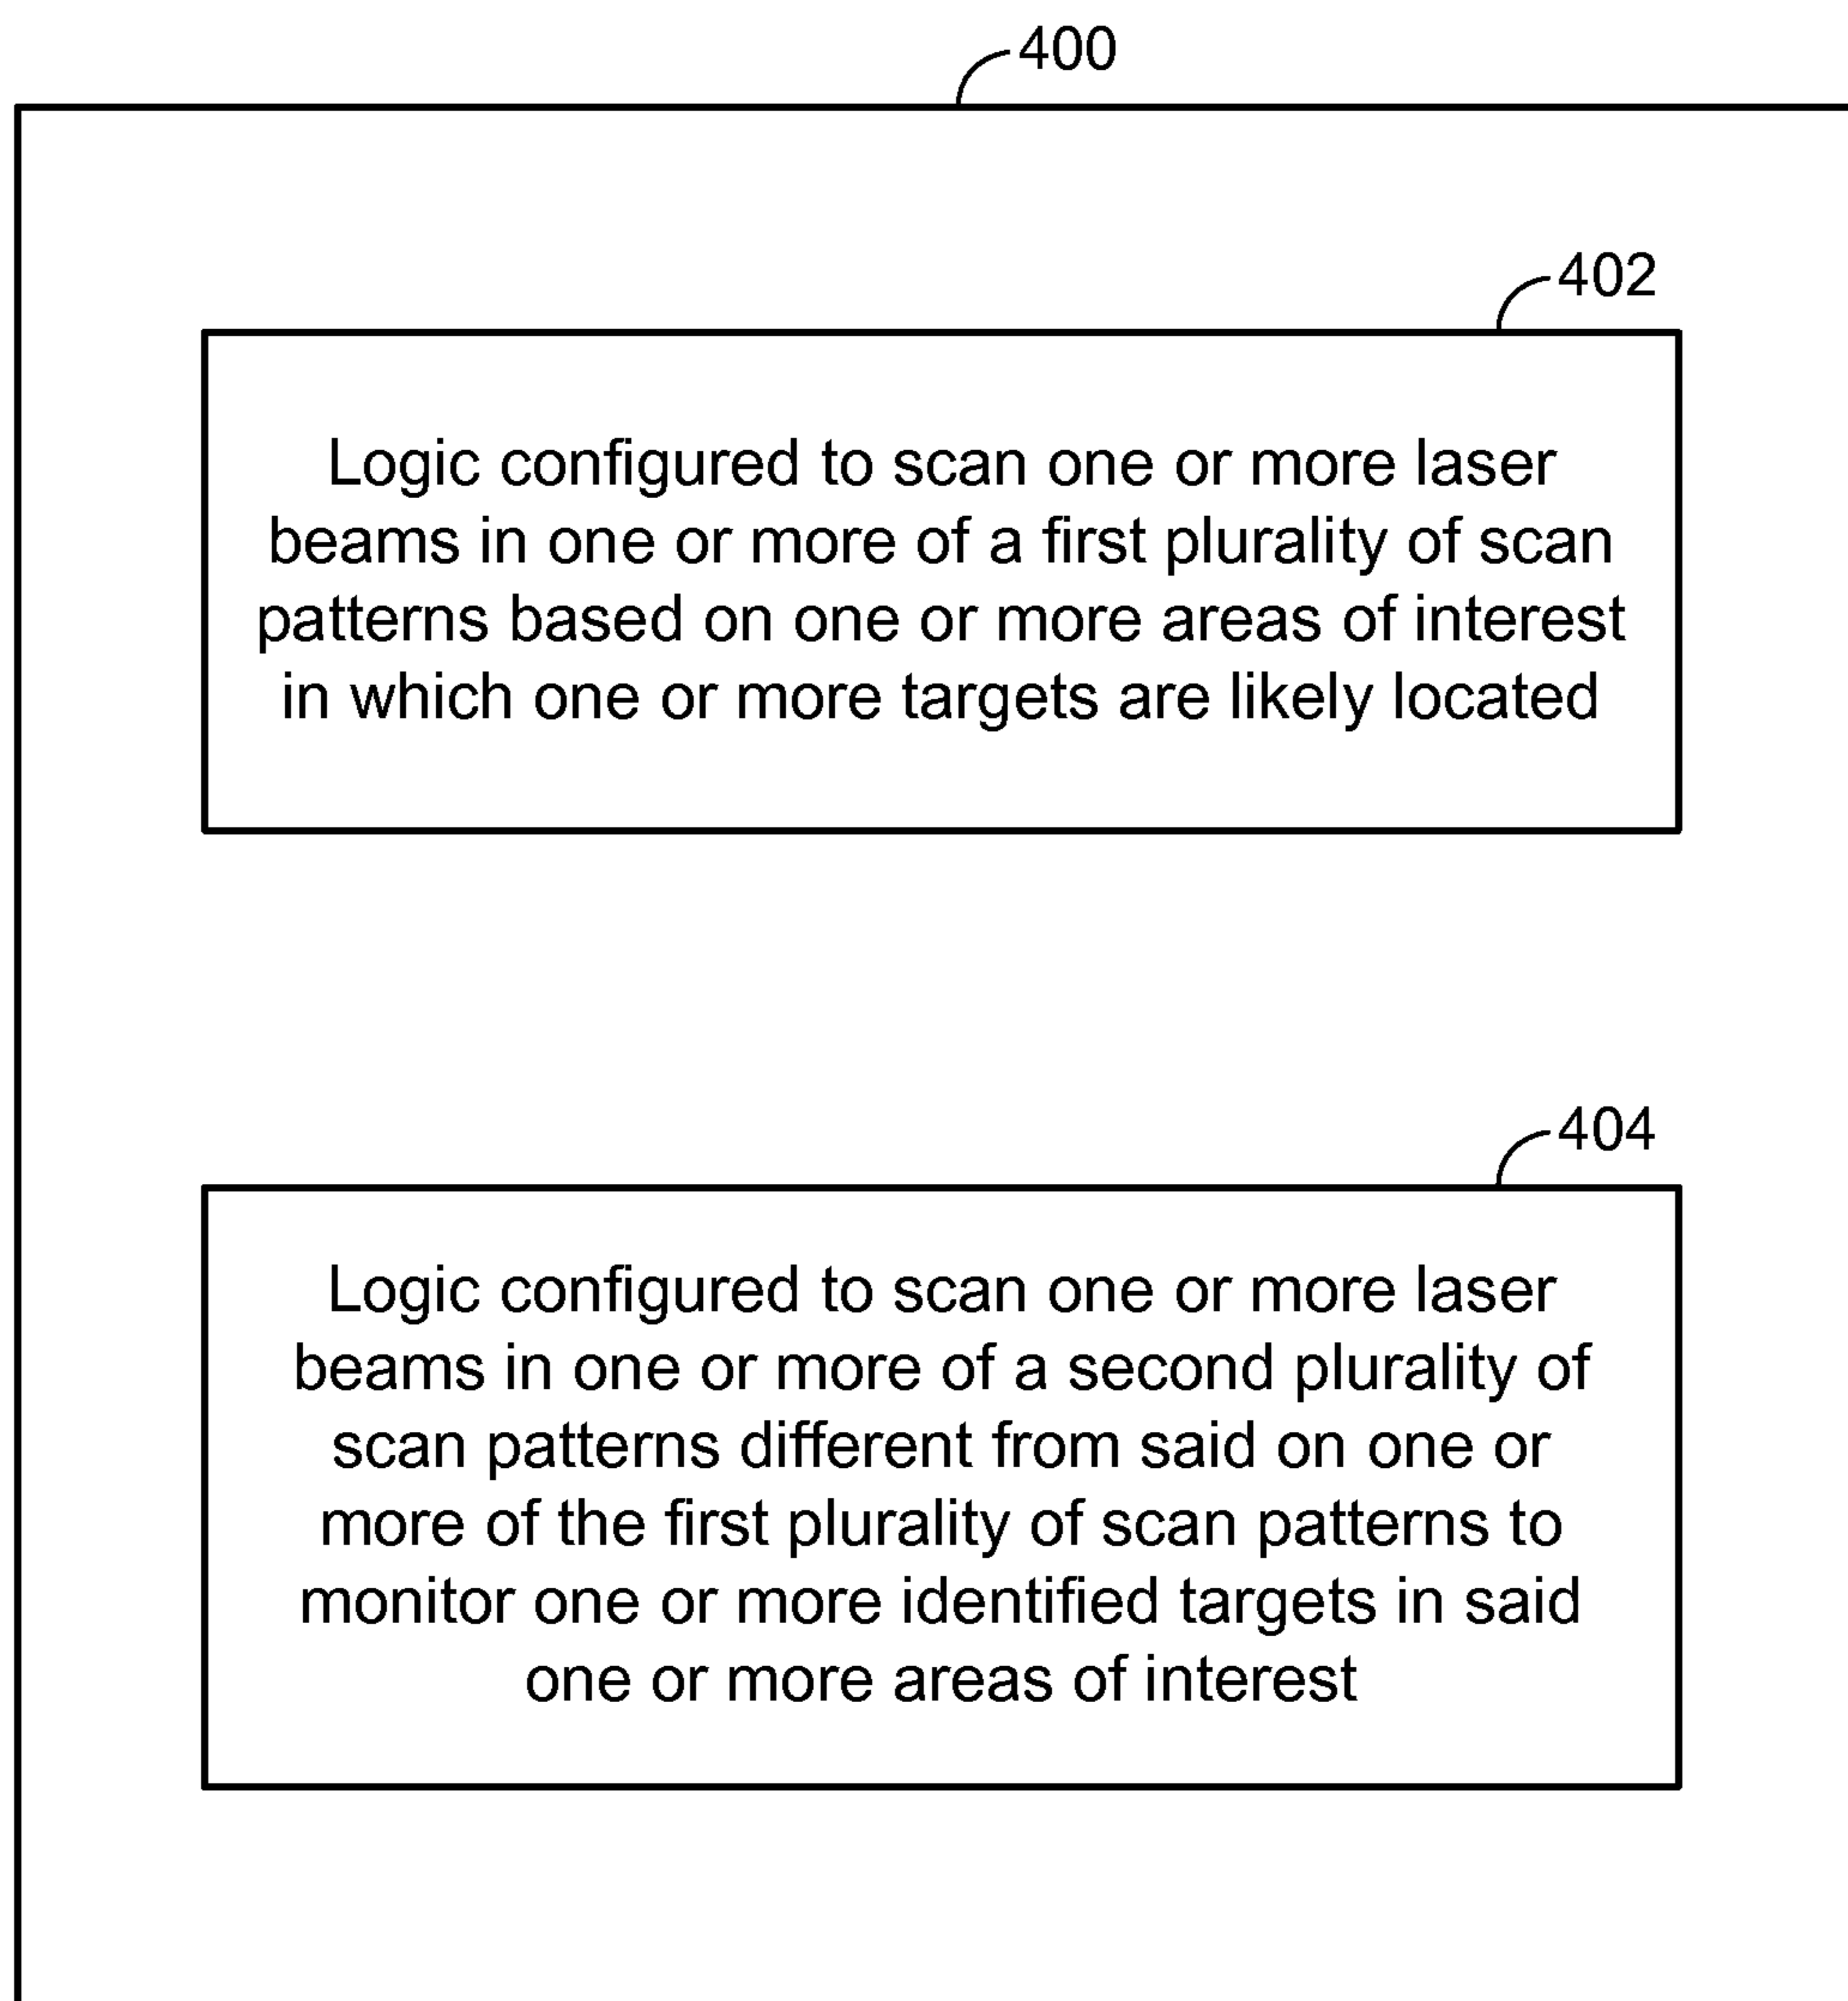 400
402
Logic configured to scan one or more laser
beams in one or more of a first plurality of scan
patterns based on one or more areas of interest
in which one or more targets are likely located
404
Logic configured to scan one or more laser
beams in one or more of a second plurality of
scan patterns different from said on one or
more of the first plurality of scan patterns to
monitor one or more identified targets in said
one or more areas of interest